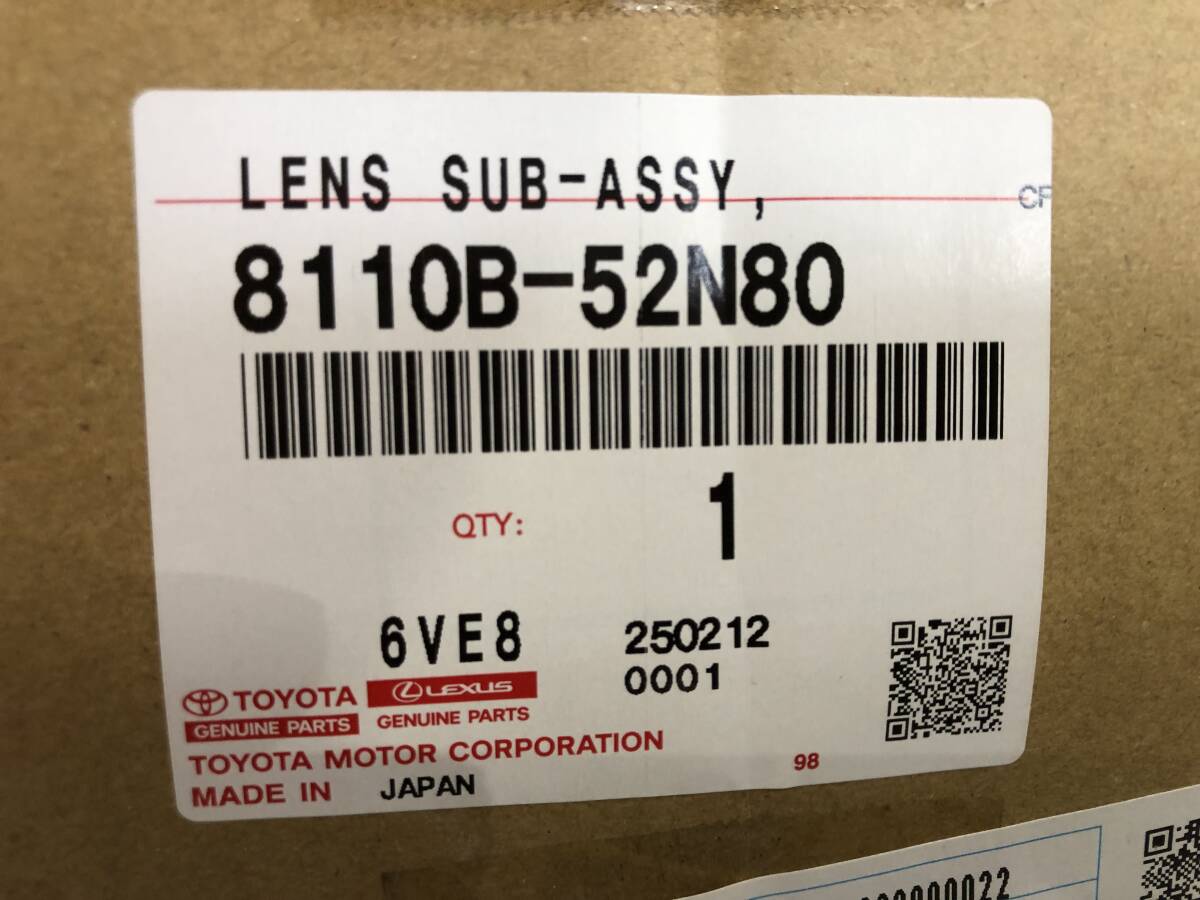 LENS SUB-ASSY,
CF
8110B-52N80
QTY: 1
6VE8 250212
0001
TOYOTA LEXUS
GENUINE PARTS GENUINE PARTS
TOYOTA MOTOR CORPORATION
98
MADE IN JAPAN